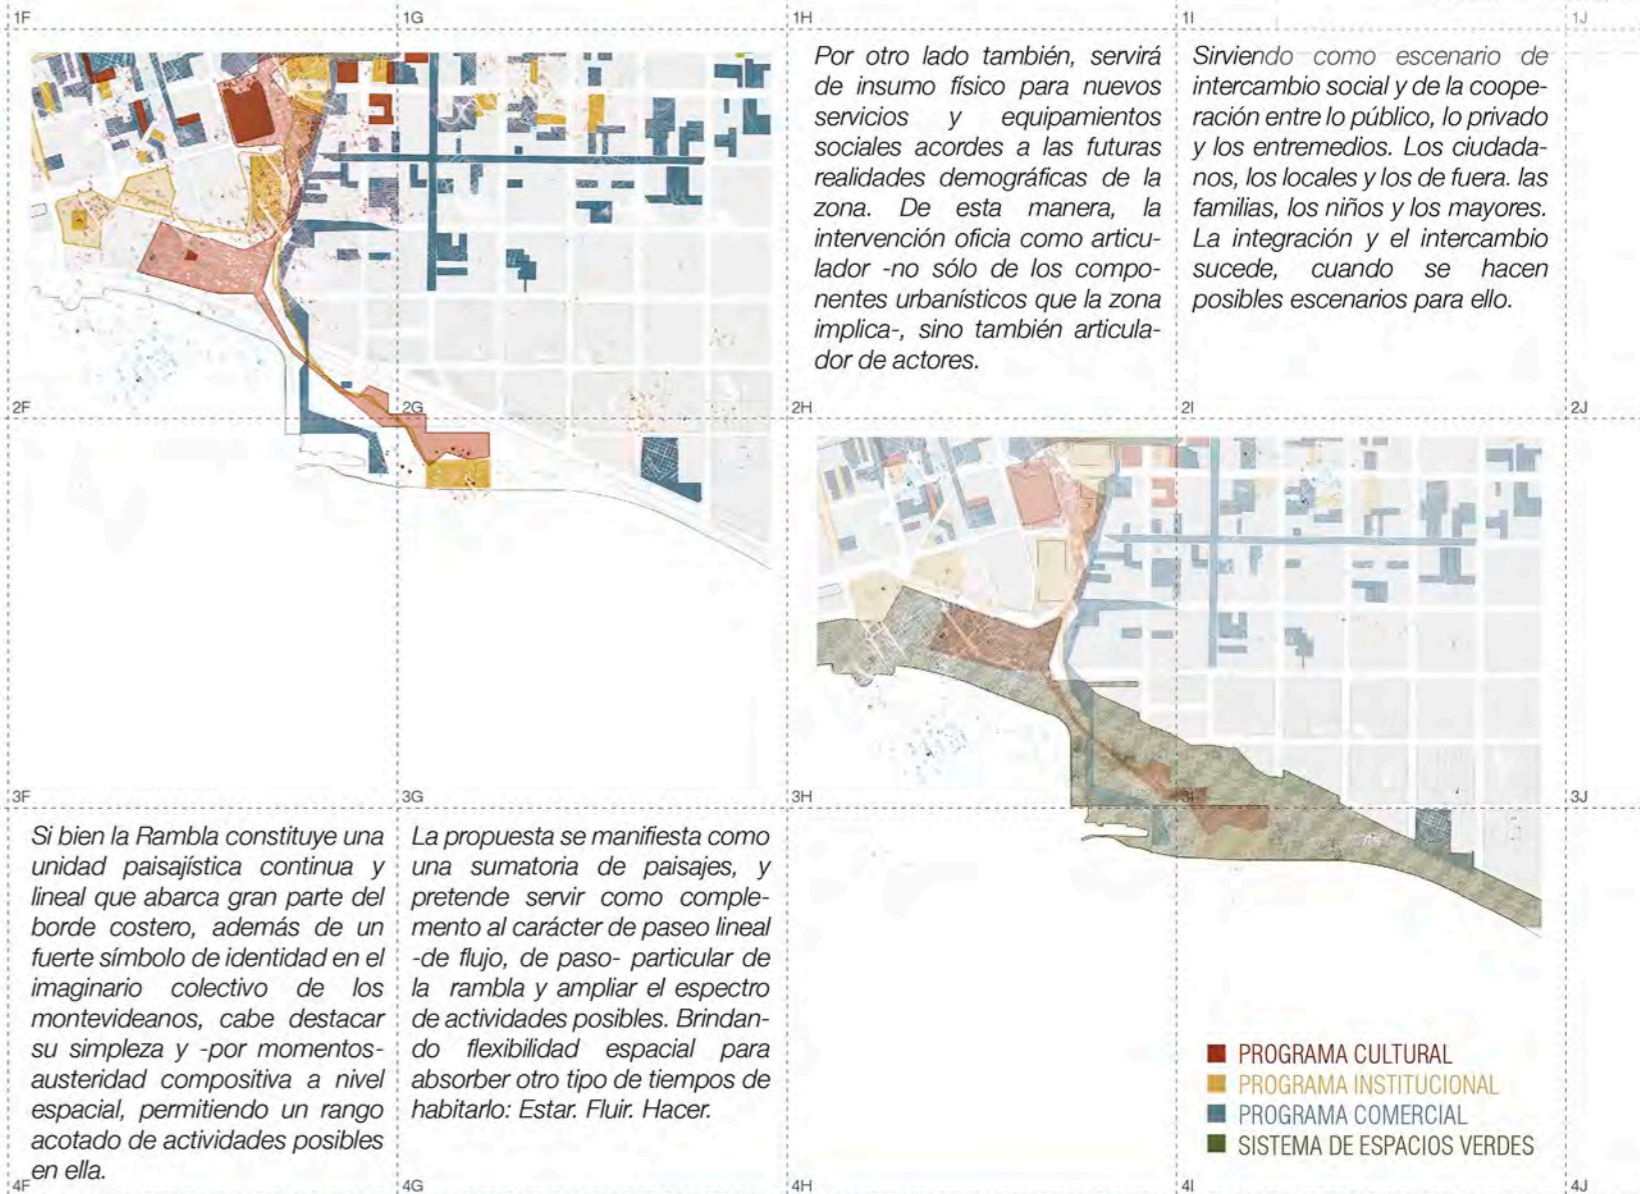 1F
1G
1H
1I
1J
Por otro lado también, servirá
de insumo físico para nuevos
servicios y equipamientos
sociales acordes a las futuras
realidades demográficas de la
zona. De esta manera, la
intervención oficia como articu-
lador -no sólo de los compo-
nentes urbanísticos que la zona
implica-, sino también articula-
dor de actores.
Sirviendo como escenario de
intercambio social y de la coope-
ración entre lo público, lo privado
y los entremedios. Los ciudada-
nos, los locales y los de fuera. las
familias, los niños y los mayores.
La integración y el intercambio
sucede, cuando se hacen
posibles escenarios para ello.
2F
2G
2H
2I
2J
3F
3G
3H
3I
3J
Si bien la Rambla constituye una
unidad paisajística continua y
lineal que abarca gran parte del
borde costero, además de un
fuerte símbolo de identidad en el
imaginario colectivo de los
montevideanos, cabe destacar
su simpleza y -por momentos-
austeridad compositiva a nivel
espacial, permitiendo un rango
acotado de actividades posibles
en ella.
La propuesta se manifiesta como
una sumatoria de paisajes, y
pretende servir como comple-
mento al carácter de paseo lineal
-de flujo, de paso- particular de
la rambla y ampliar el espectro
de actividades posibles. Brindan-
do flexibilidad espacial para
absorber otro tipo de tiempos de
habitarlo: Estar. Fluir. Hacer.
PROGRAMA CULTURAL
PROGRAMA INSTITUCIONAL
PROGRAMA COMERCIAL
SISTEMA DE ESPACIOS VERDES
4F
4G
4H
4I
4J